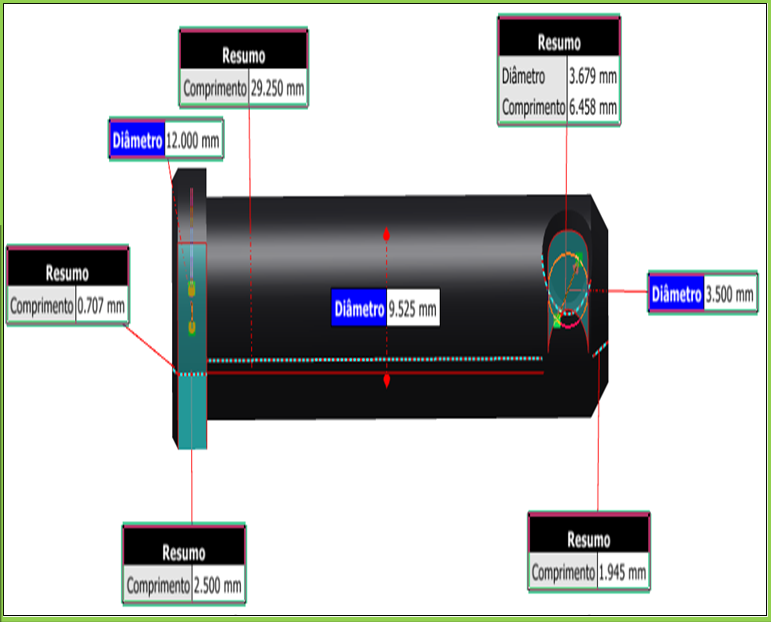 Resumo
Comprimento 29.250 mm
Resumo
Diâmetro 3.679 mm
Comprimento 6.458 mm
Diâmetro 12.000 mm
Resumo
Comprimento 0.707 mm
Diâmetro 9.525 mm
Diâmetro 3.500 mm
Resumo
Comprimento 2.500 mm
Resumo
Comprimento 1.945 mm